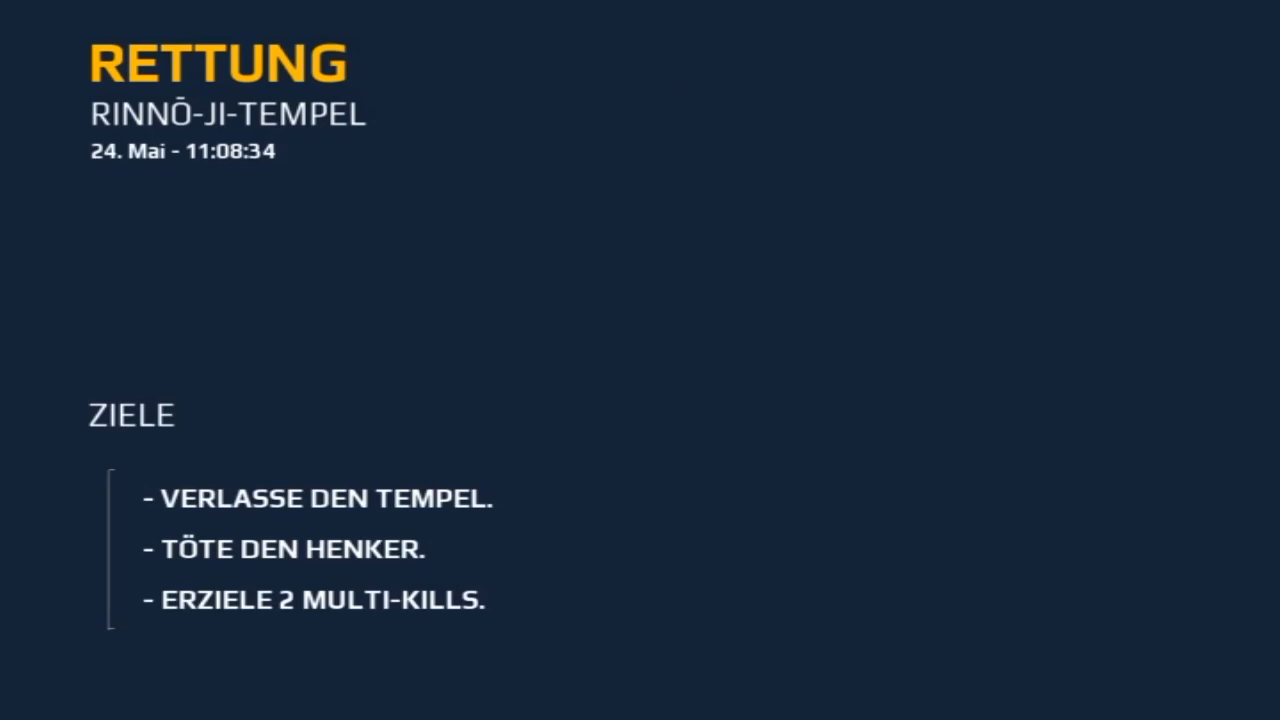 RETTUNG
RINNŌ-JI-TEMPEL
24. Mai - 11:08:34
ZIELE
- VERLASSE DEN TEMPEL.
- TÖTE DEN HENKER.
- ERZIELE 2 MULTI-KILLS.